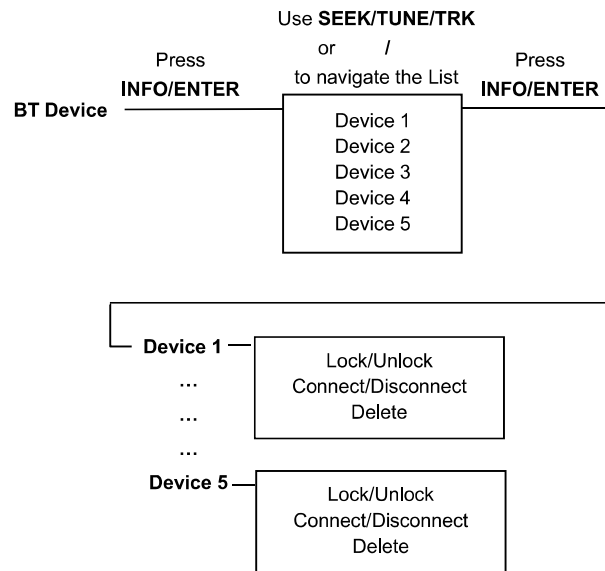 Use SEEK/TUNE/TRK
or /
to navigate the List
Press
INFO/ENTER
Press
INFO/ENTER
BT Device
Device 1
Device 2
Device 3
Device 4
Device 5
Device 1
Lock/Unlock
Connect/Disconnect
Delete
...
...
...
Device 5
Lock/Unlock
Connect/Disconnect
Delete